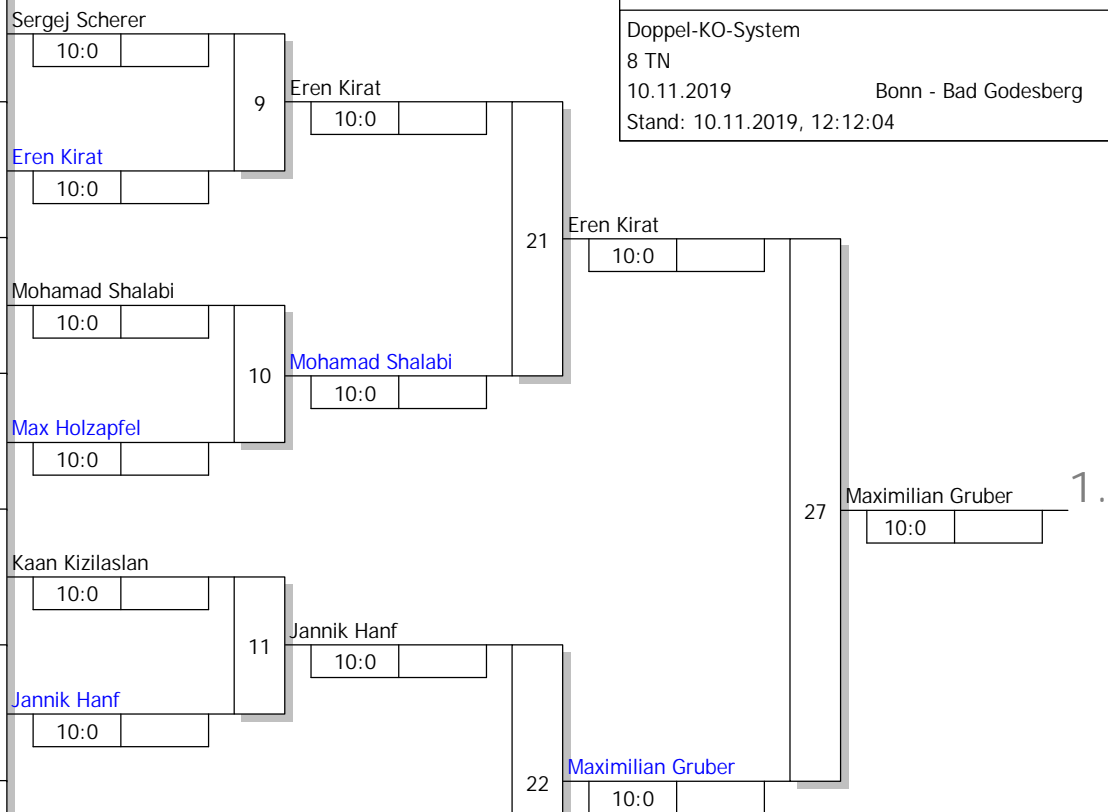 Sergej Scherer
10:0
9
Eren Kirat
10:0
Eren Kirat
10:0
Doppel-KO-System
8 TN
10.11.2019 Bonn - Bad Godesberg
Stand: 10.11.2019, 12:12:04
21
Eren Kirat
10:0
Mohamad Shalabi
10:0
10
Mohamad Shalabi
10:0
Max Holzapfel
10:0
27
Maximilian Gruber
10:0
1.
Kaan Kizilaslan
10:0
11
Jannik Hanf
10:0
Jannik Hanf
10:0
22
Maximilian Gruber
10:0